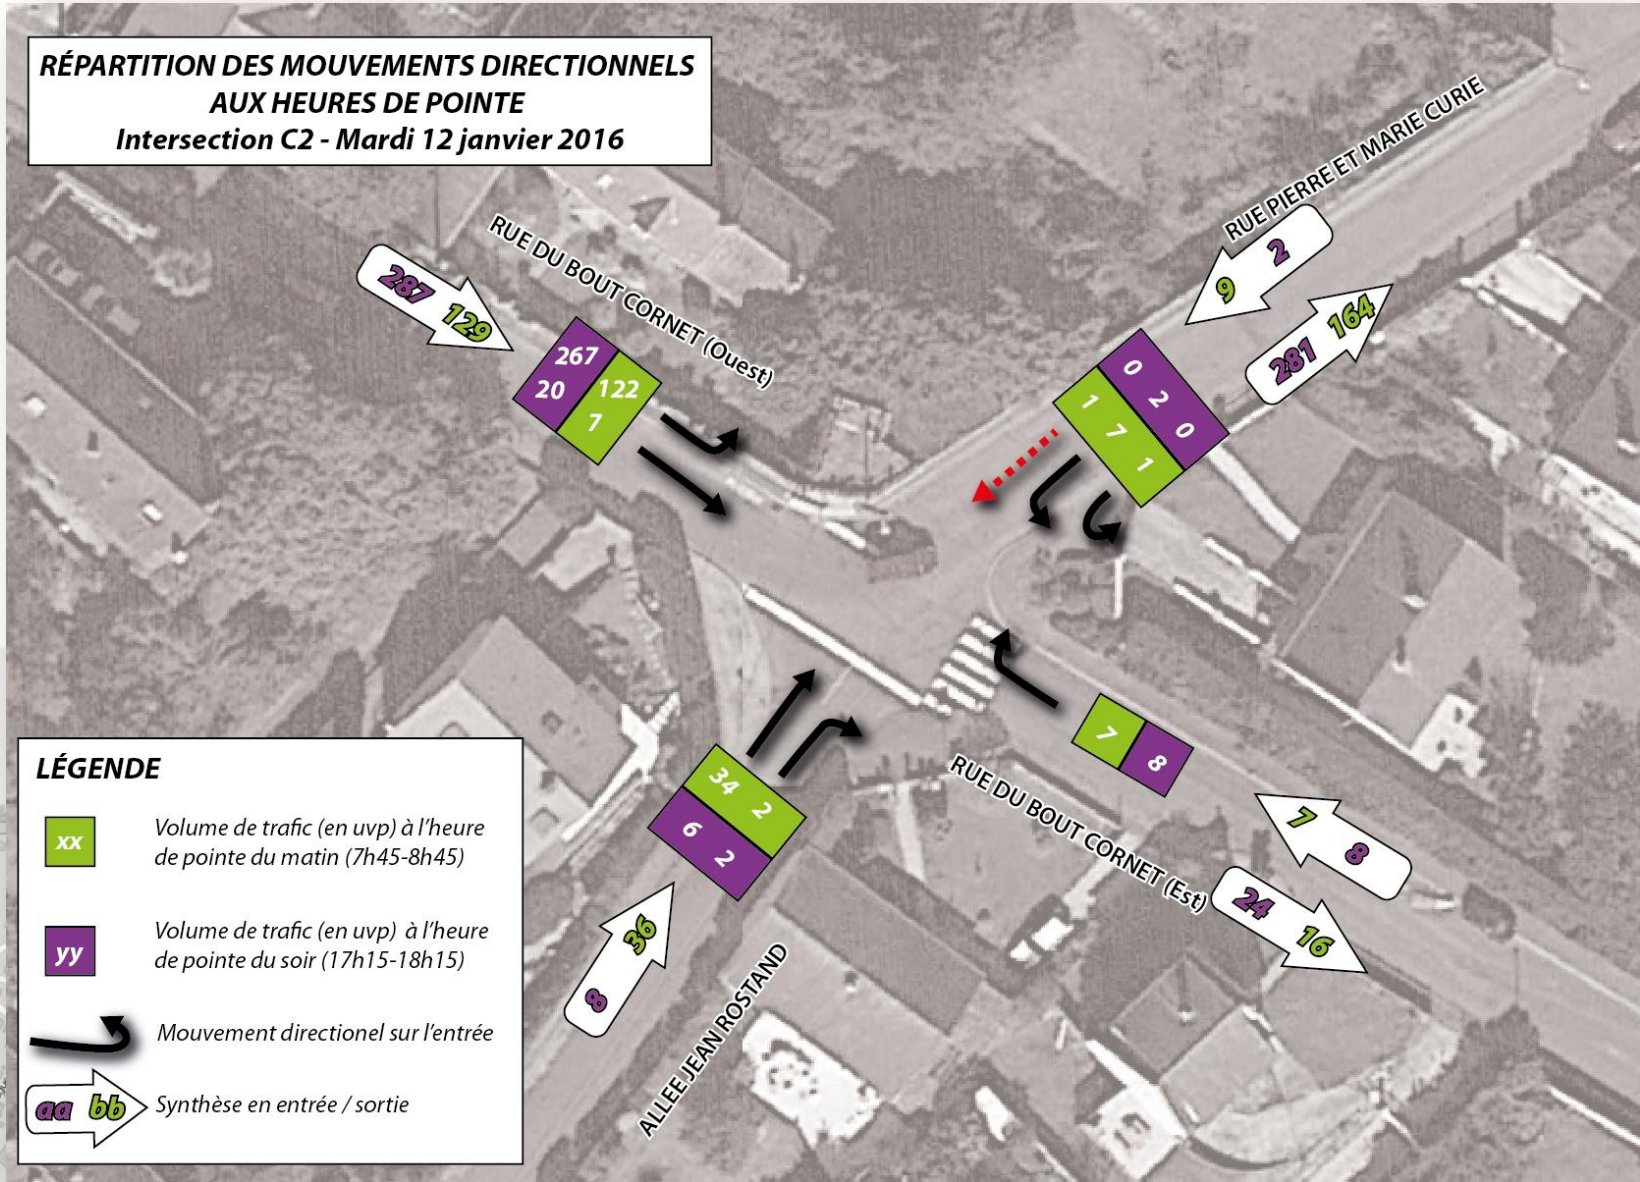 RÉPARTITION DES MOUVEMENTS DIRECTIONNELS
AUX HEURES DE POINTE
Intersection C2 - Mardi 12 janvier 2016
RUE PIERRE ET MARIE CURIE
2
9
281 164
RUE DU BOUT CORNET (Ouest)
287 129
267
20
122
7
0 2 0
1 7 1
7 8
RUE DU BOUT CORNET (Est)
7
8
24 16
34 2
6 2
36
8
ALLEE JEAN ROSTAND
LÉGENDE
xx
Volume de trafic (en uvp) à l'heure
de pointe du matin (7h45-8h45)
yy
Volume de trafic (en uvp) à l'heure
de pointe du soir (17h15-18h15)
Mouvement directionel sur l'entrée
aa bb
Synthèse en entrée / sortie